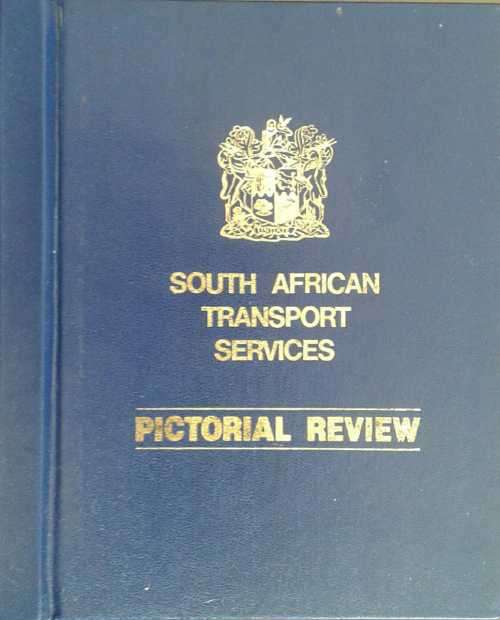 SOUTH AFRICAN
TRANSPORT
SERVICES
PICTORIAL REVIEW